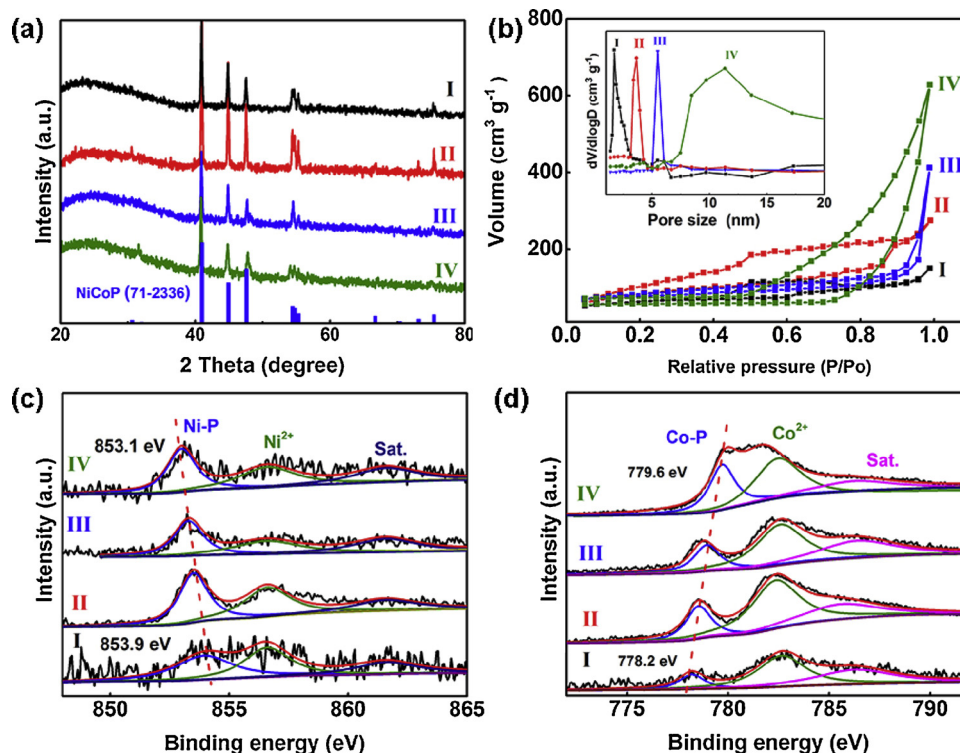 (a)
Intensity (a.u.)
I
II
III
IV
NiCoP (71-2336)
20 40 60 80
2 Theta (degree)
(b)
Volume (cm³ g⁻¹)
800
600
400
200
0.0 0.2 0.4 0.6 0.8 1.0
Relative pressure (P/Po)
IV
III
II
I
dV/dlogD (cm³ g⁻¹)
I II III IV
5 10 15 20
Pore size (nm)
(c)
Intensity (a.u.)
853.1 eV
Ni-P
Ni²⁺
Sat.
IV
III
II
I
853.9 eV
850 855 860 865
Binding energy (eV)
(d)
Intensity (a.u.)
Co-P
Co²⁺
779.6 eV
Sat.
IV
III
II
I
778.2 eV
775 780 785 790
Binding energy (eV)